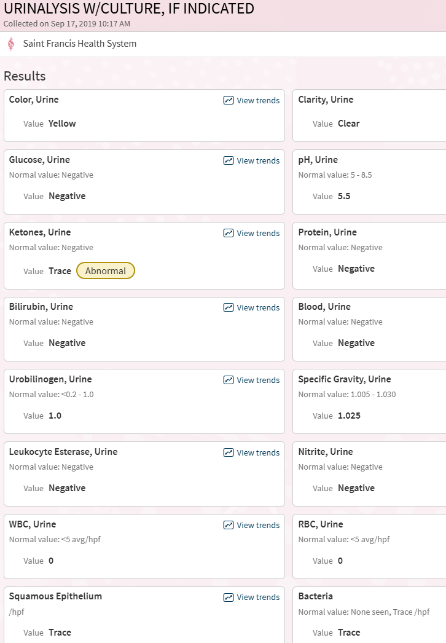 URINALYSIS W/CULTURE, IF INDICATED
Collected on Sep 17, 2019 10:17 AM
Saint Francis Health System
Results
Color, Urine
View trends
Value Yellow
Clarity, Urine
Value Clear
Glucose, Urine
View trends
Normal value: Negative
Value Negative
pH, Urine
Normal value: 5 - 8.5
Value 5.5
Ketones, Urine
View trends
Normal value: Negative
Value Trace Abnormal
Protein, Urine
Normal value: Negative
Value Negative
Bilirubin, Urine
View trends
Normal value: Negative
Value Negative
Blood, Urine
Normal value: Negative
Value Negative
Urobilinogen, Urine
View trends
Normal value: <0.2 - 1.0
Value 1.0
Specific Gravity, Urine
Normal value: 1.005 - 1.030
Value 1.025
Leukocyte Esterase, Urine
View trends
Normal value: Negative
Value Negative
Nitrite, Urine
Normal value: Negative
Value Negative
WBC, Urine
View trends
Normal value: <5 avg/hpf
Value 0
RBC, Urine
Normal value: <5 avg/hpf
Value 0
Squamous Epithelium
View trends
/hpf
Value Trace
Bacteria
Normal value: None seen, Trace /hpf
Value Trace